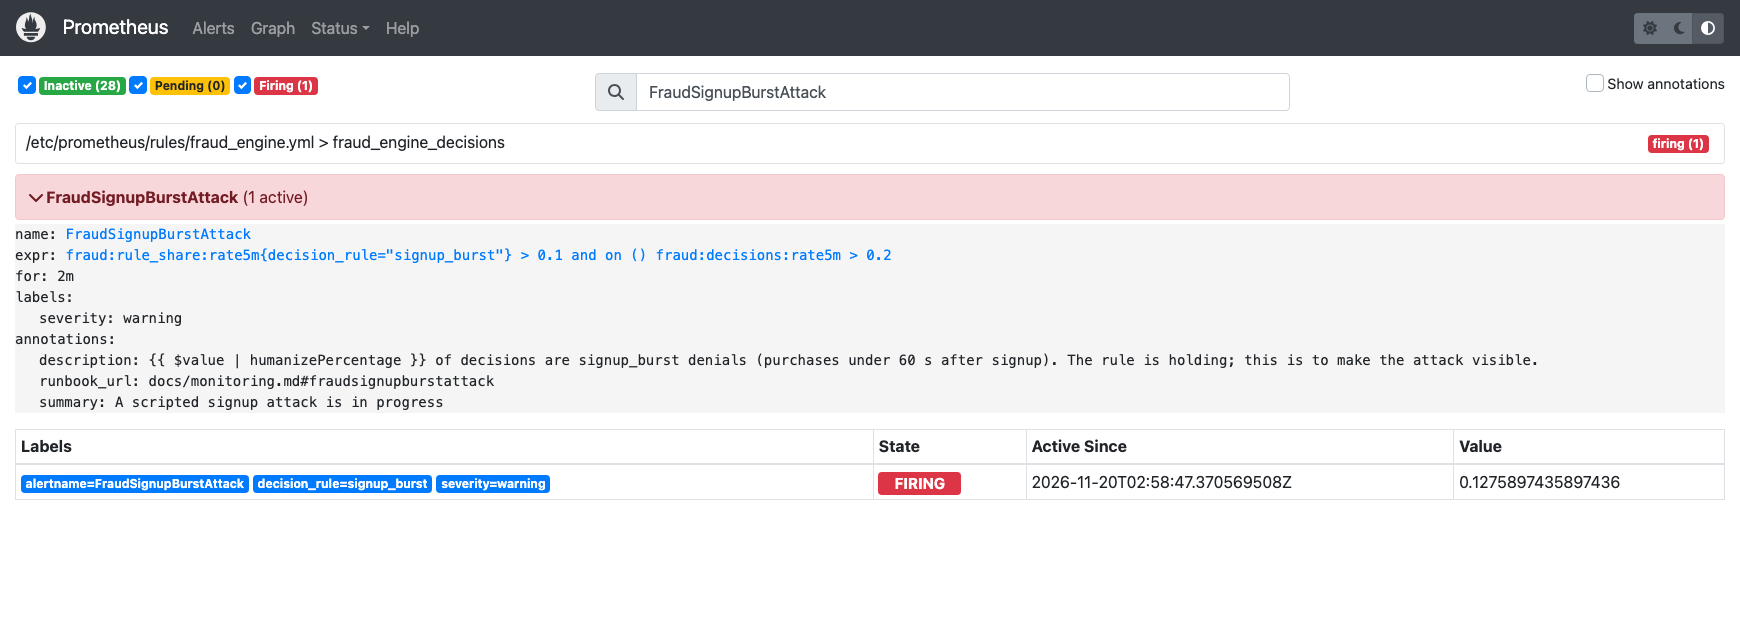 Prometheus Alerts Graph Status Help
Inactive (28) Pending (0) Firing (1) FraudSignupBurstAttack Show annotations
/etc/prometheus/rules/fraud_engine.yml > fraud_engine_decisions firing (1)
FraudSignupBurstAttack (1 active)
name: FraudSignupBurstAttack
expr: fraud:rule_share:rate5m{decision_rule="signup_burst"} > 0.1 and on () fraud:decisions:rate5m > 0.2
for: 2m
labels:
severity: warning
annotations:
description: {{ $value | humanizePercentage }} of decisions are signup_burst denials (purchases under 60 s after signup). The rule is holding; this is to make the attack visible.
runbook_url: docs/monitoring.md#fraudsignupburstattack
summary: A scripted signup attack is in progress
Labels State Active Since Value
alertname=FraudSignupBurstAttack decision_rule=signup_burst severity=warning FIRING 2026-11-20T02:58:47.370569508Z 0.1275897435897436